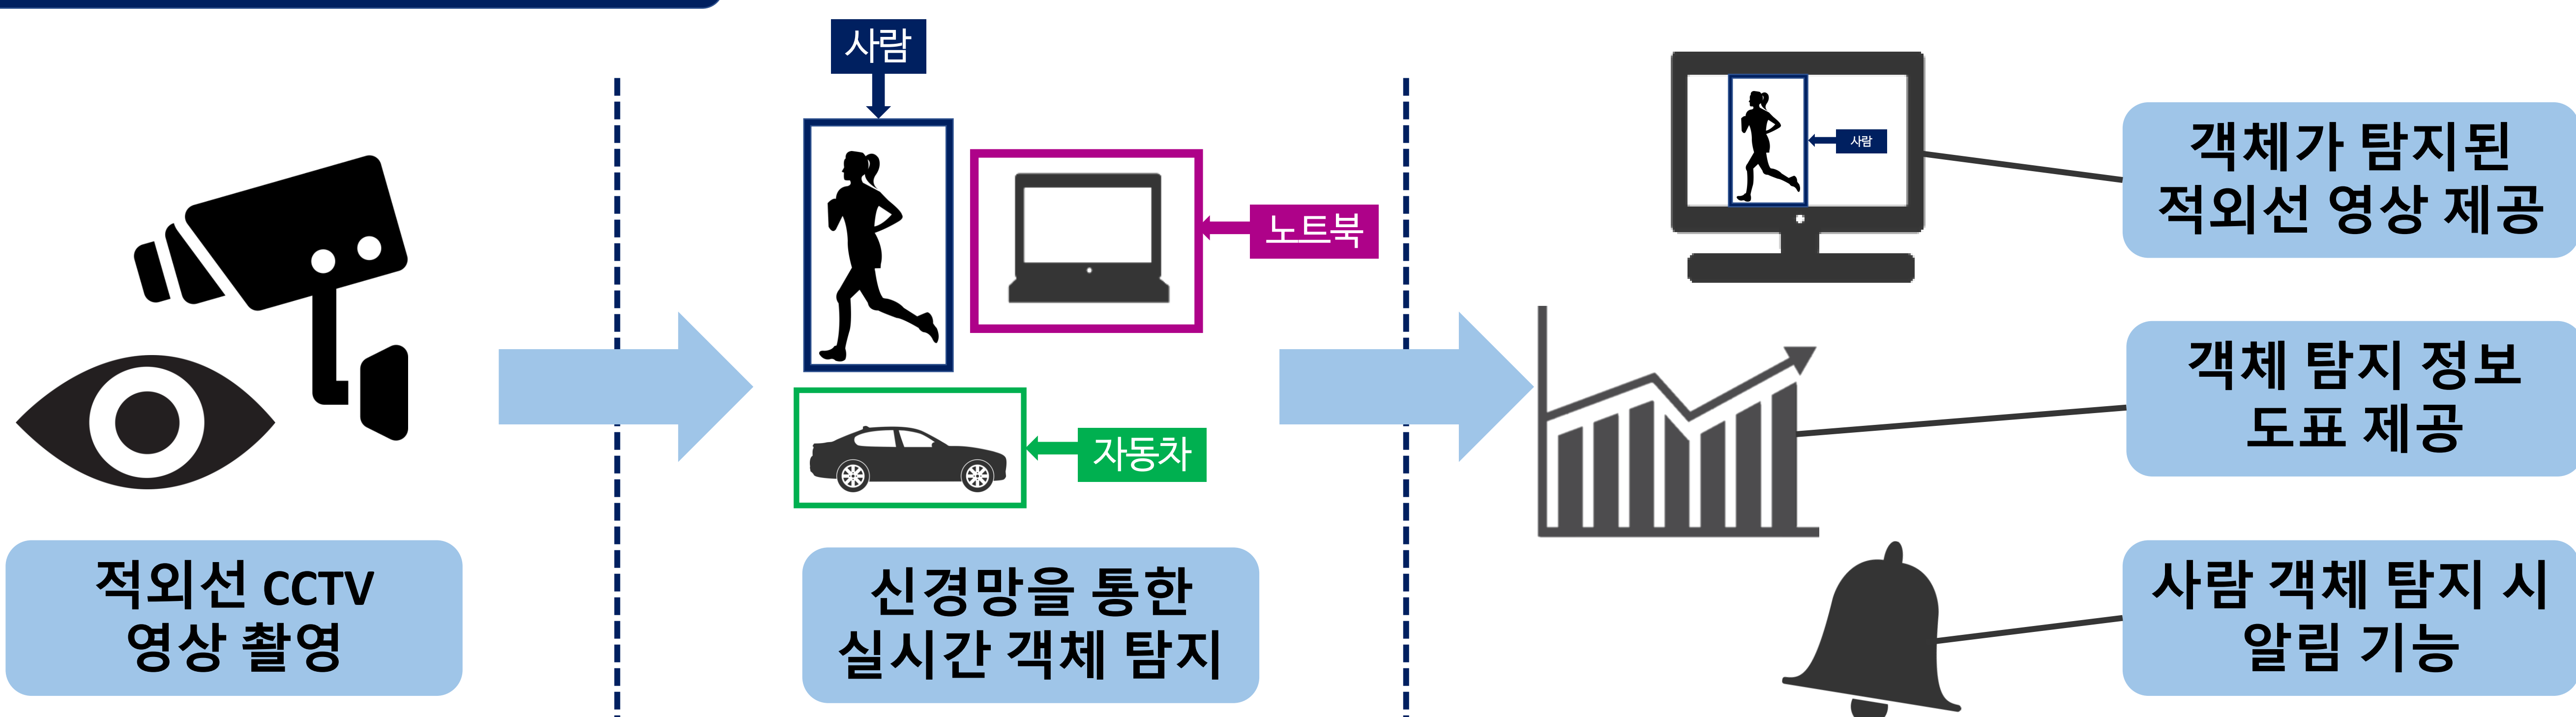 적외선 CCTV
영상 촬영
사람
노트북
자동차
신경망을 통한
실시간 객체 탐지
사람
객체가 탐지된
적외선 영상 제공
객체 탐지 정보
도표 제공
사람 객체 탐지 시
알림 기능